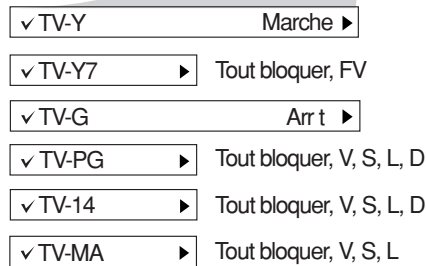 ✓ TV-Y Marche ▶
✓ TV-Y7 ▶ Tout bloquer, FV
✓ TV-G Arr t ▶
✓ TV-PG ▶ Tout bloquer, V, S, L, D
✓ TV-14 ▶ Tout bloquer, V, S, L, D
✓ TV-MA ▶ Tout bloquer, V, S, L